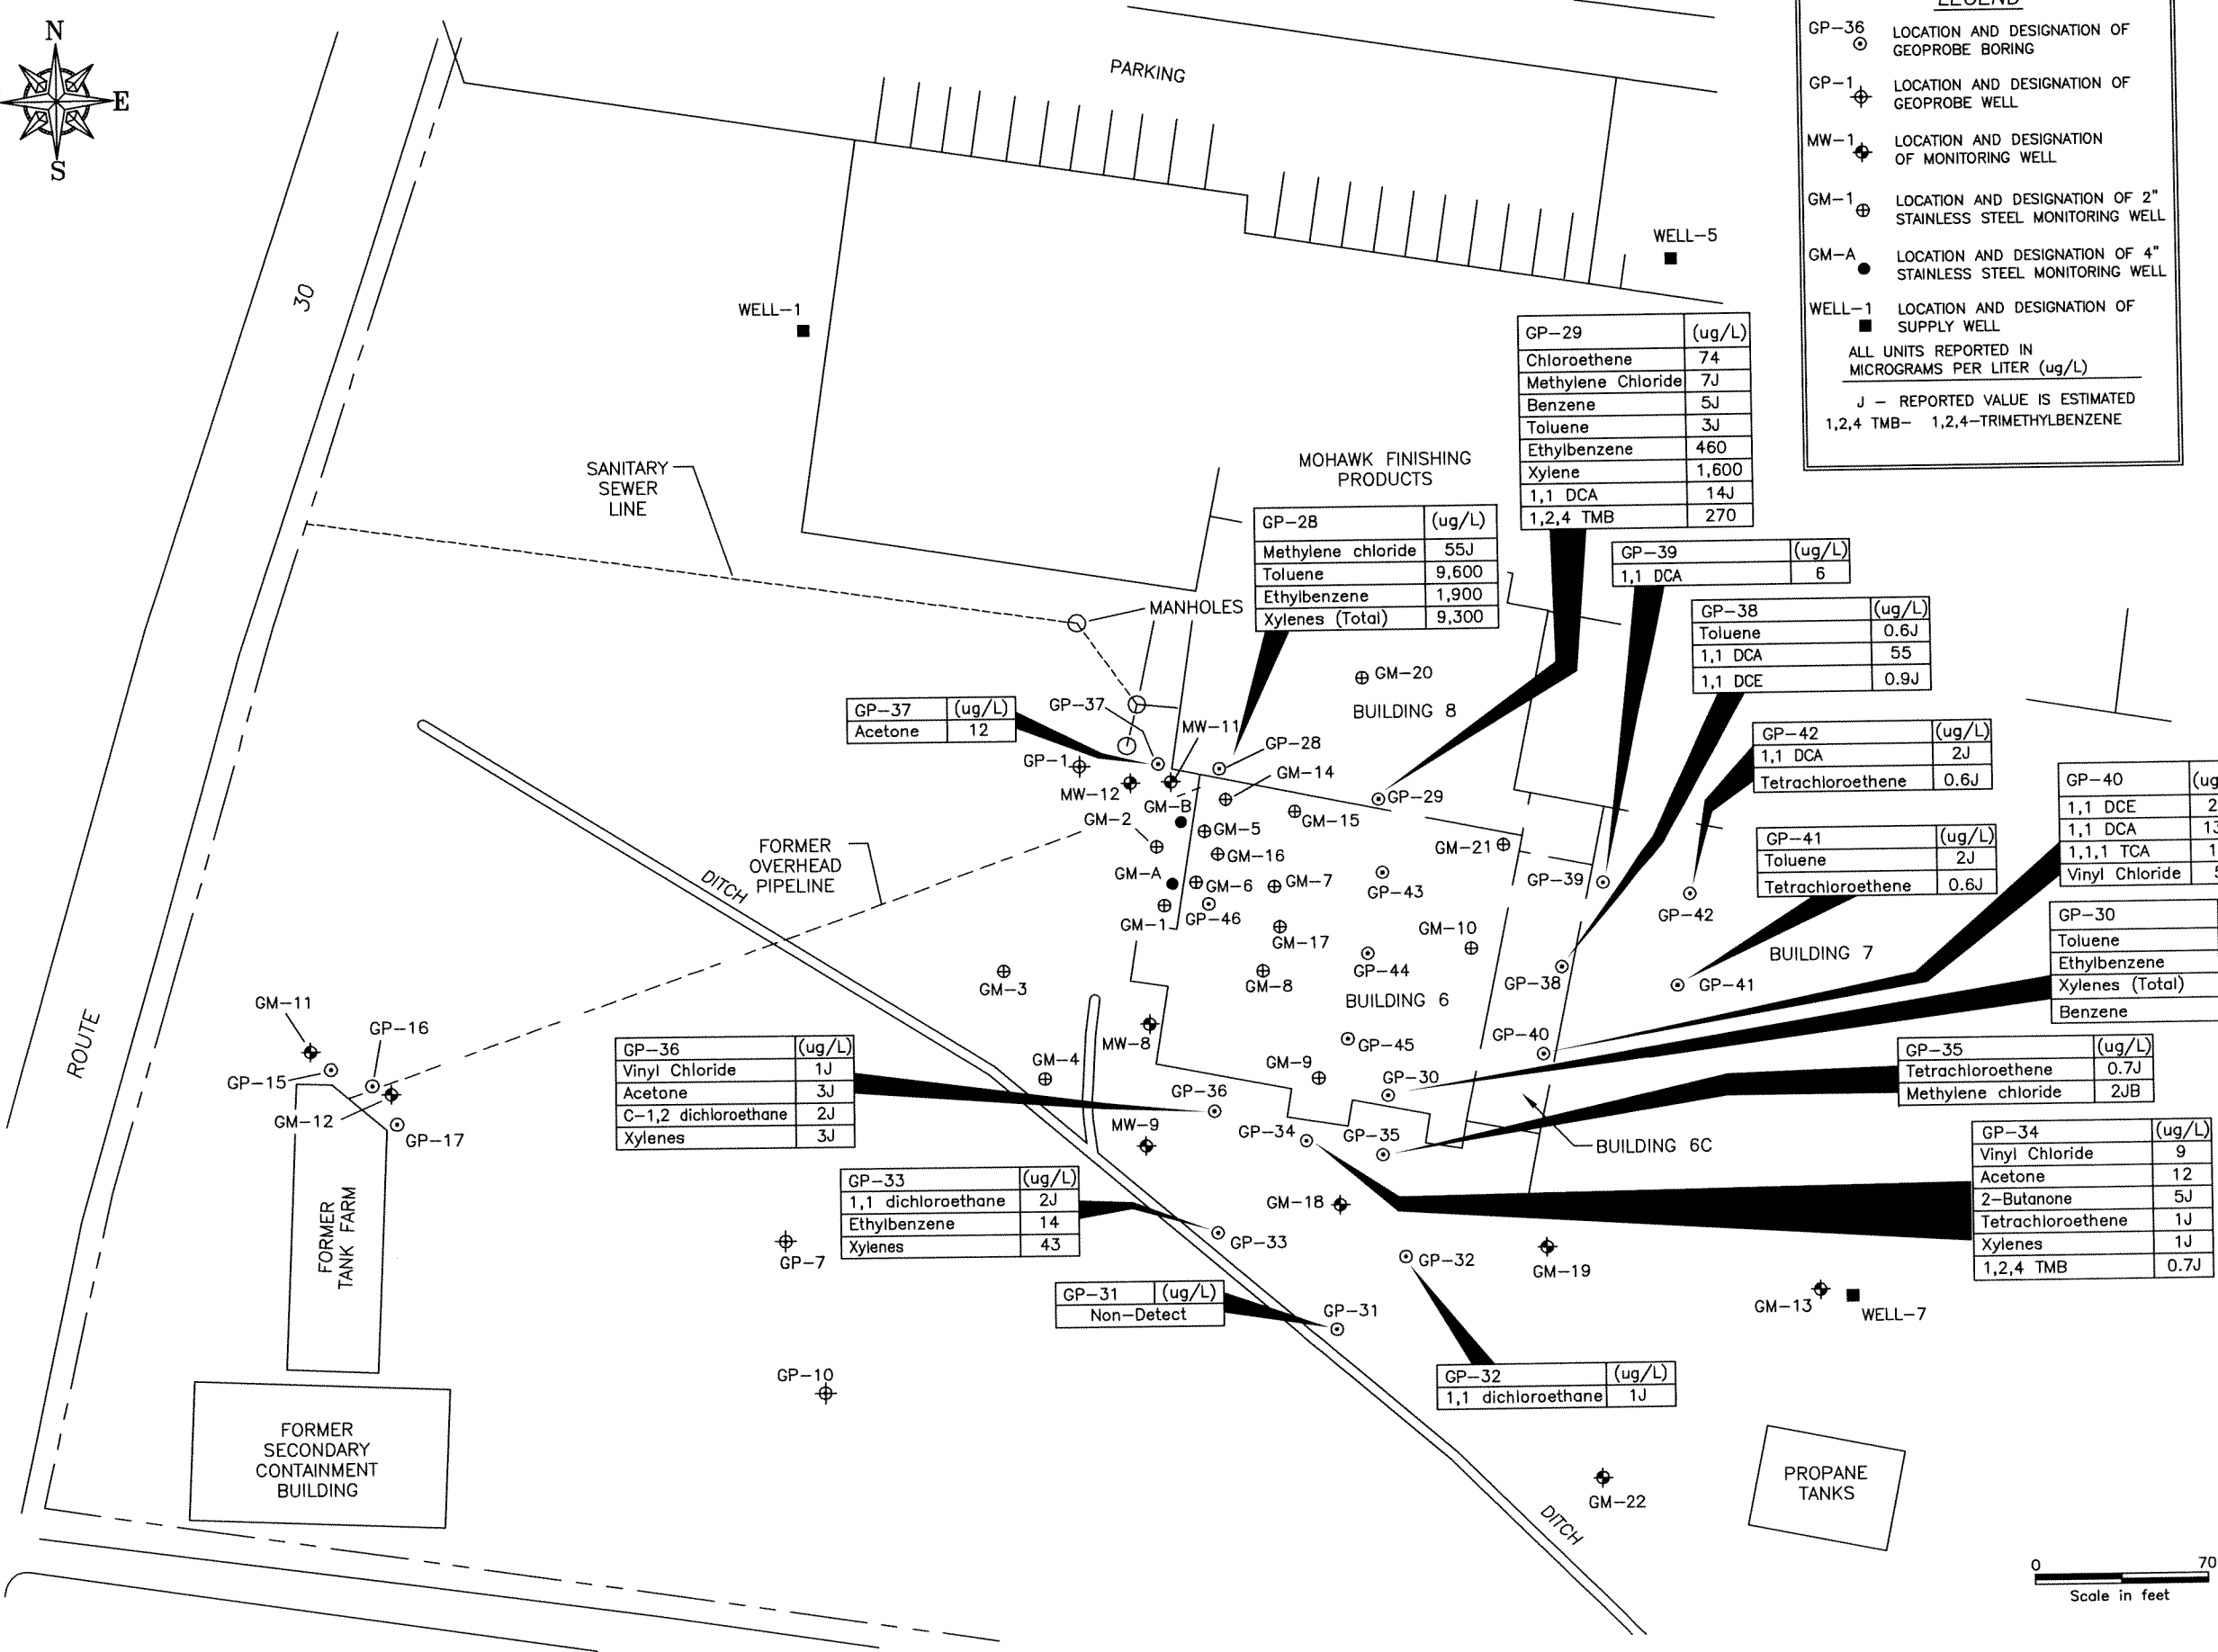 N
E
S
LEGEND
GP-36 LOCATION AND DESIGNATION OF
GEOPROBE BORING
GP-1 LOCATION AND DESIGNATION OF
GEOPROBE WELL
MW-1 LOCATION AND DESIGNATION
OF MONITORING WELL
GM-1 LOCATION AND DESIGNATION OF 2"
STAINLESS STEEL MONITORING WELL
GM-A LOCATION AND DESIGNATION OF 4"
STAINLESS STEEL MONITORING WELL
WELL-1 LOCATION AND DESIGNATION OF
SUPPLY WELL
ALL UNITS REPORTED IN
MICROGRAMS PER LITER (ug/L)
J - REPORTED VALUE IS ESTIMATED
1,2,4 TMB- 1,2,4-TRIMETHYLBENZENE
PARKING
30
WELL-5
WELL-1
GP-29 (ug/L)
Chloroethene 74
Methylene Chloride 7J
Benzene 5J
Toluene 3J
Ethylbenzene 460
Xylene 1,600
1,1 DCA 14J
1,2,4 TMB 270
SANITARY
SEWER
LINE
MOHAWK FINISHING
PRODUCTS
GP-28 (ug/L)
Methylene chloride 55J
Toluene 9,600
Ethylbenzene 1,900
Xylenes (Total) 9,300
GP-39 (ug/L)
1,1 DCA 6
GP-38 (ug/L)
Toluene 0.6J
1,1 DCA 55
1,1 DCE 0.9J
MANHOLES
GM-20
BUILDING 8
GP-37 (ug/L)
Acetone 12
GP-37
MW-11
GP-28
GP-42 (ug/L)
1,1 DCA 2J
Tetrachloroethene 0.6J
GP-1
GM-14
MW-12
GM-B
GP-29
GP-40
1,1 DCE
1,1 DCA
1,1,1 TCA
Vinyl Chloride
GM-2
GM-5
GM-15
GM-21
GM-16
GP-41 (ug/L)
Toluene 2J
Tetrachloroethene 0.6J
FORMER
OVERHEAD
PIPELINE
DITCH
GM-A
GM-6
GM-7
GP-43
GP-39
GP-42
GM-1
GP-46
GM-17
GM-10
GP-30
Toluene
Ethylbenzene
Xylenes (Total)
Benzene
GM-3
GM-8
GP-44
BUILDING 6
GP-38
BUILDING 7
GP-41
GM-11
GP-16
ROUTE
GP-15
GM-12
GP-17
GP-36 (ug/L)
Vinyl Chloride 1J
Acetone 3J
C-1,2 dichloroethane 2J
Xylenes 3J
MW-8
GM-4
GP-45
GP-40
GM-9
GP-30
GP-36
GP-35 (ug/L)
Tetrachloroethene 0.7J
Methylene chloride 2JB
MW-9
GP-34
GP-35
BUILDING 6C
GP-34 (ug/L)
Vinyl Chloride 9
Acetone 12
2-Butanone 5J
Tetrachloroethene 1J
Xylenes 1J
1,2,4 TMB 0.7J
FORMER
TANK FARM
GP-33 (ug/L)
1,1 dichloroethane 2J
Ethylbenzene 14
Xylenes 43
GM-18
GP-33
GP-7
GP-32
GM-19
GM-13
WELL-7
GP-31 (ug/L)
Non-Detect
GP-31
GP-10
GP-32 (ug/L)
1,1 dichloroethane 1J
FORMER
SECONDARY
CONTAINMENT
BUILDING
GM-22
DITCH
PROPANE
TANKS
0 70
Scale in feet